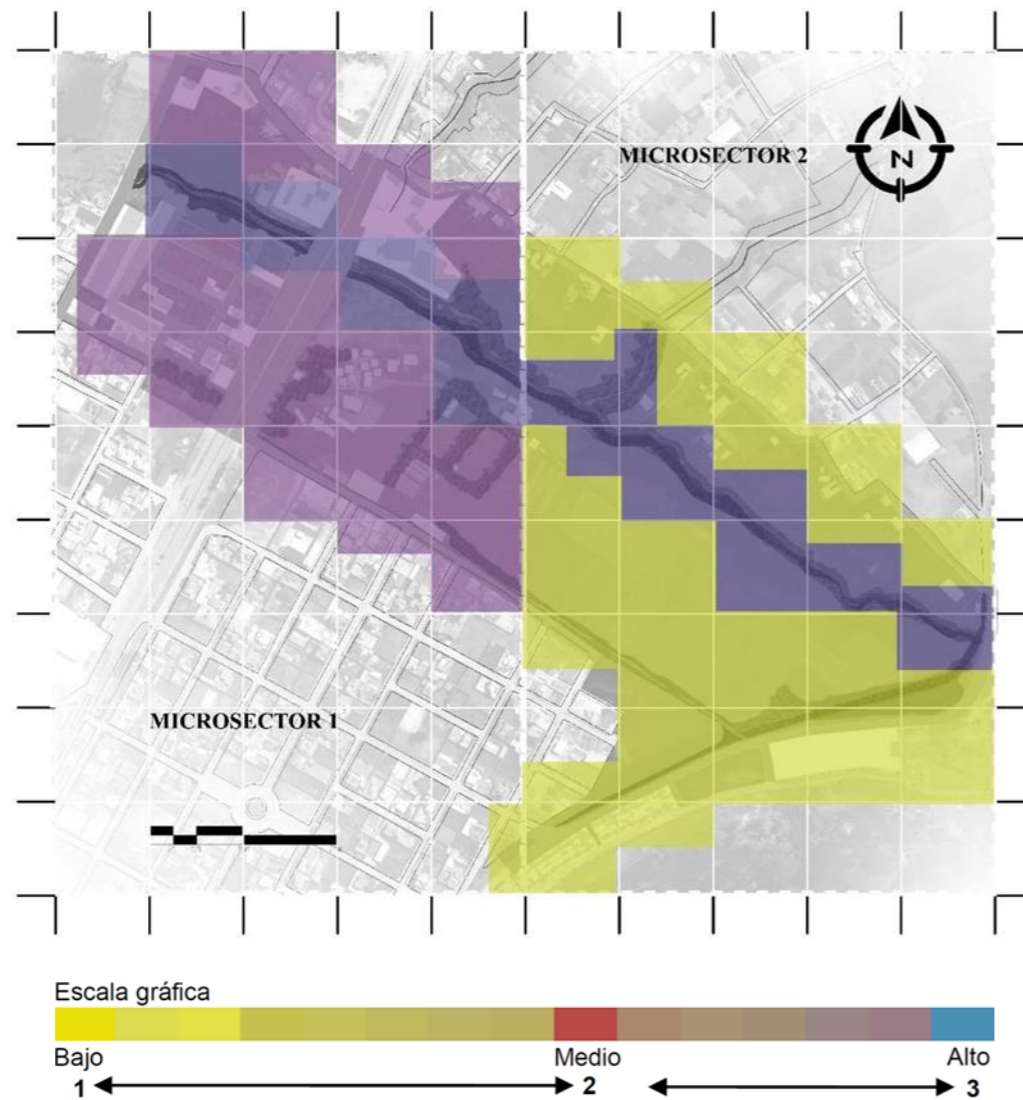 MICROSECTOR 2
N
MICROSECTOR 1
Escala gráfica
Bajo Medio Alto
1 2 3